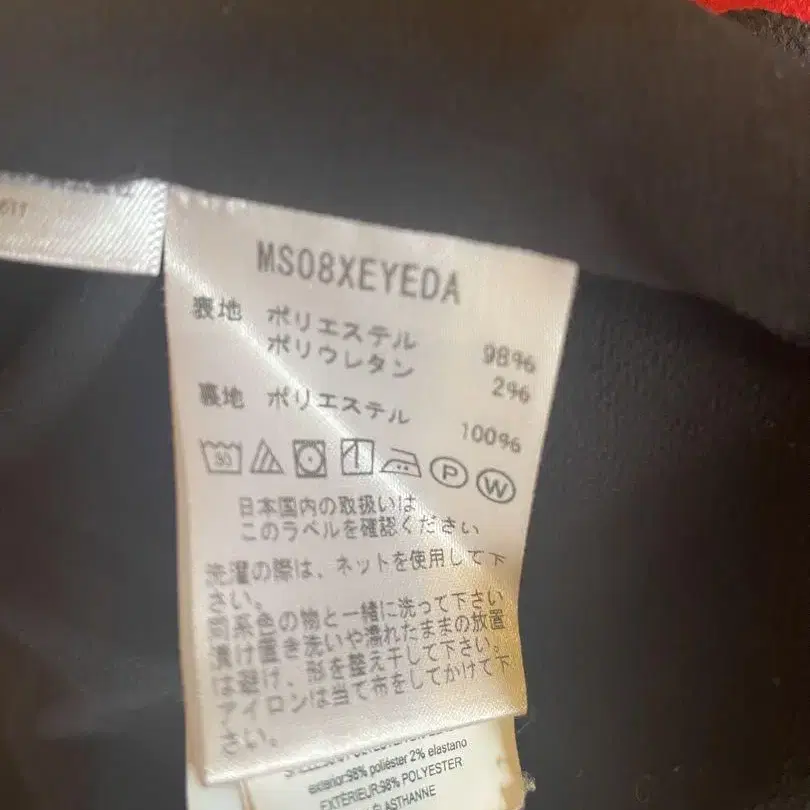 611
MS08XEYEDA
表地 ポリエステル 98%
ポリウレタン 2%
裏地 ポリエステル 100%
30
P W
日本国内の取扱いは
このラベルを確認ください
洗濯の際は、ネットを使用して下
さい。
同系色の物と一緒に洗って下さい
漬け置き洗いや濡れたままの放置
は避け、形を整え干して下さい。
アイロンは当て布をしてかけて下
さい。
exterior:98% poliéster 2% elastano
EXTÉRIEUR:98% POLYESTER
ÉLASTHANNE